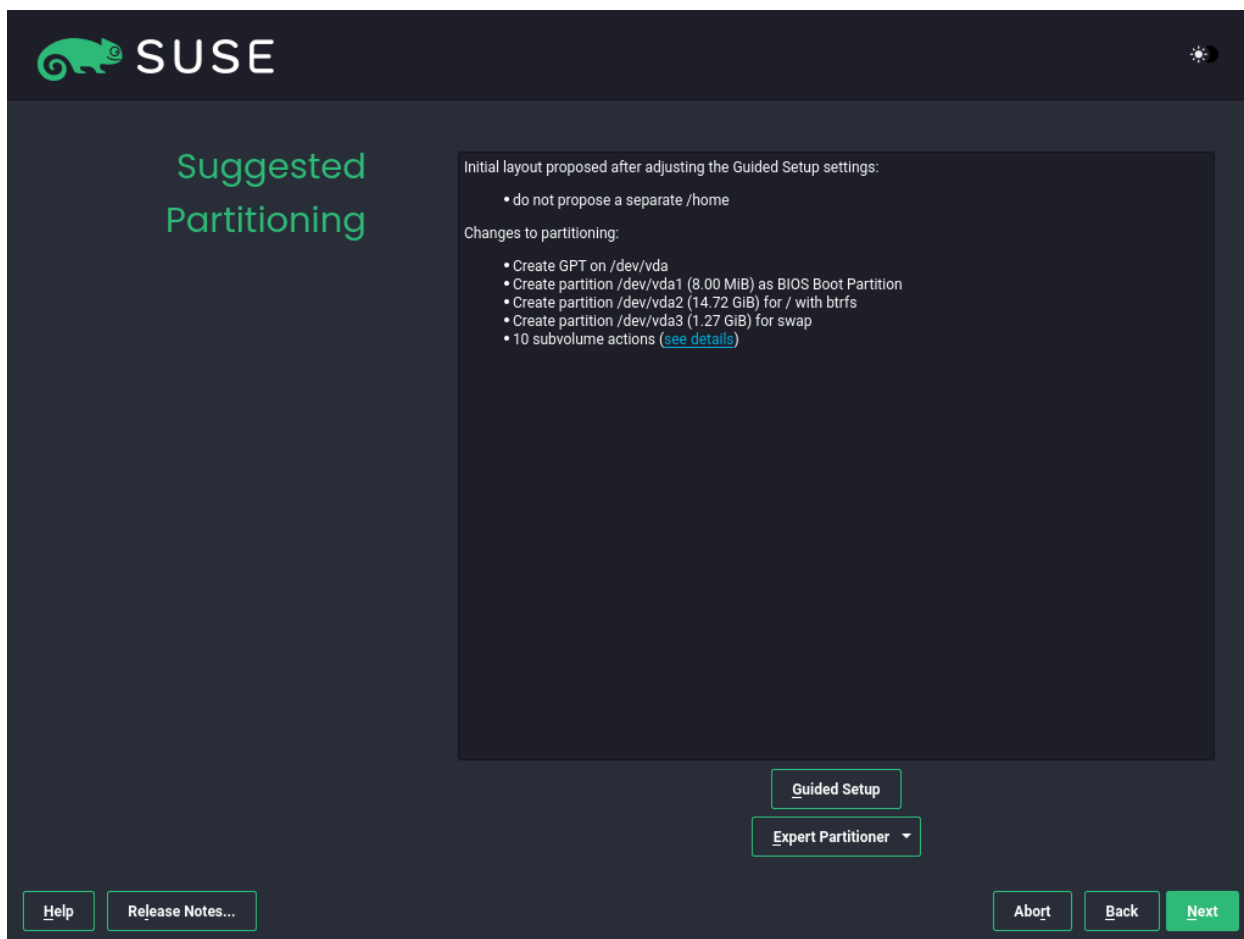 SUSE
Suggested
Partitioning
Initial layout proposed after adjusting the Guided Setup settings:
• do not propose a separate /home
Changes to partitioning:
• Create GPT on /dev/vda
• Create partition /dev/vda1 (8.00 MiB) as BIOS Boot Partition
• Create partition /dev/vda2 (14.72 GiB) for / with btrfs
• Create partition /dev/vda3 (1.27 GiB) for swap
• 10 subvolume actions (see details)
Guided Setup
Expert Partitioner
Help
Release Notes...
Abort
Back
Next